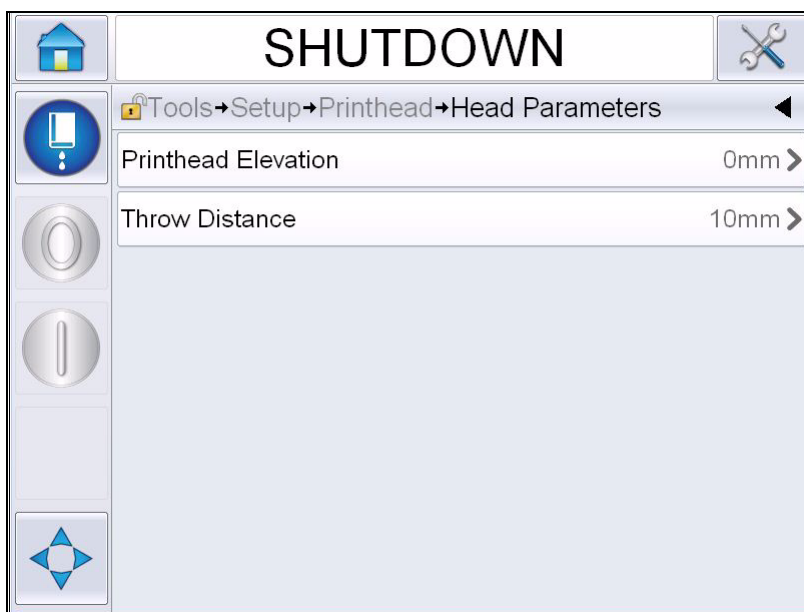 SHUTDOWN
Tools→Setup→Printhead→Head Parameters
Printhead Elevation 0mm
Throw Distance 10mm